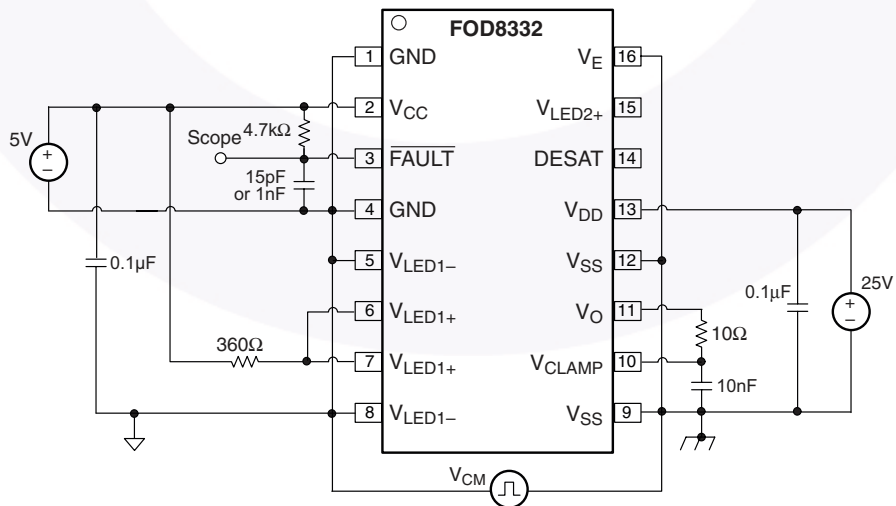 FOD8332
1 GND
2 VCC
3 FAULT
4 GND
5 VLED1–
6 VLED1+
7 VLED1+
8 VLED1–
VE 16
VLED2+ 15
DESAT 14
VDD 13
VSS 12
VO 11
VCLAMP 10
VSS 9
5V
+
–
Scope
4.7kΩ
15pF
or 1nF
0.1µF
360Ω
VCM
0.1µF
25V
+
–
10Ω
10nF